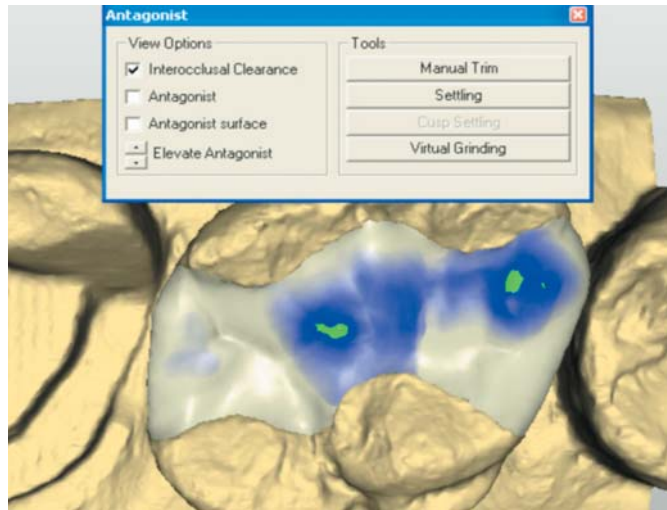 Antagonist
View Options
Interocclusal Clearance
Antagonist
Antagonist surface
Elevate Antagonist
Tools
Manual Trim
Settling
Cusp Settling
Virtual Grinding